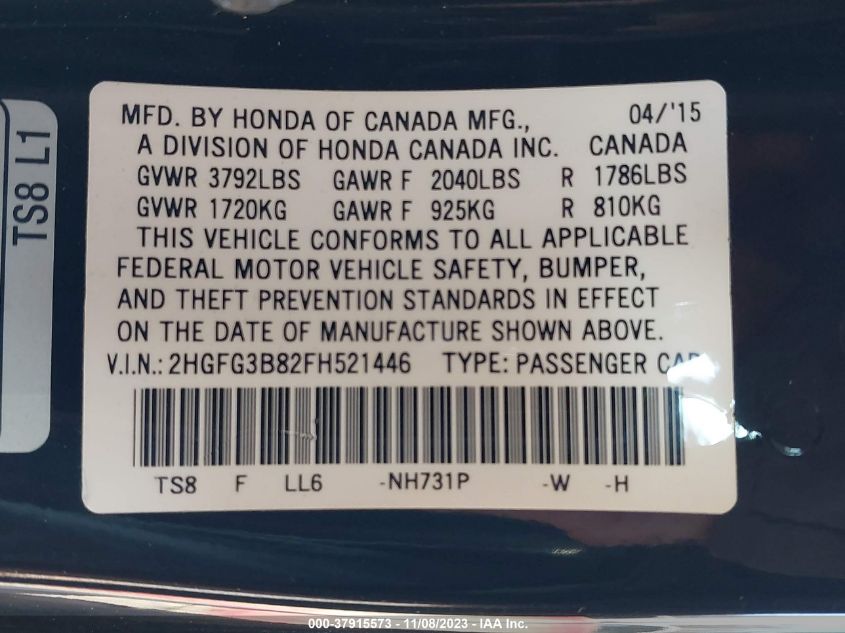 MFD. BY HONDA OF CANADA MFG., 04/'15
A DIVISION OF HONDA CANADA INC. CANADA
GVWR 3792LBS GAWR F 2040LBS R 1786LBS
GVWR 1720KG GAWR F 925KG R 810KG
THIS VEHICLE CONFORMS TO ALL APPLICABLE
FEDERAL MOTOR VEHICLE SAFETY, BUMPER,
AND THEFT PREVENTION STANDARDS IN EFFECT
ON THE DATE OF MANUFACTURE SHOWN ABOVE.
V.I.N.: 2HGFG3B82FH521446 TYPE: PASSENGER CAR
TS8 F LL6 -NH731P -W -H
TS8 L1
000-37915573 - 11/08/2023 - IAA Inc.